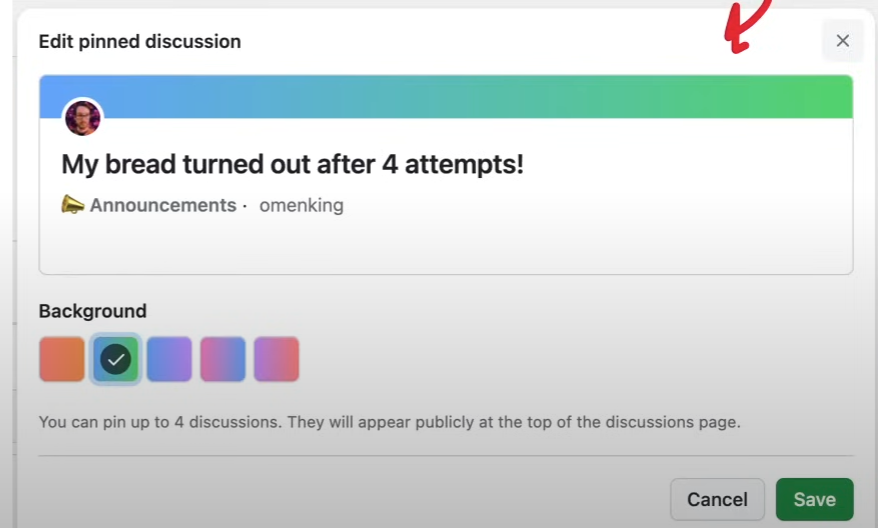 Edit pinned discussion
My bread turned out after 4 attempts!
Announcements · omenking
Background
You can pin up to 4 discussions. They will appear publicly at the top of the discussions page.
Cancel Save